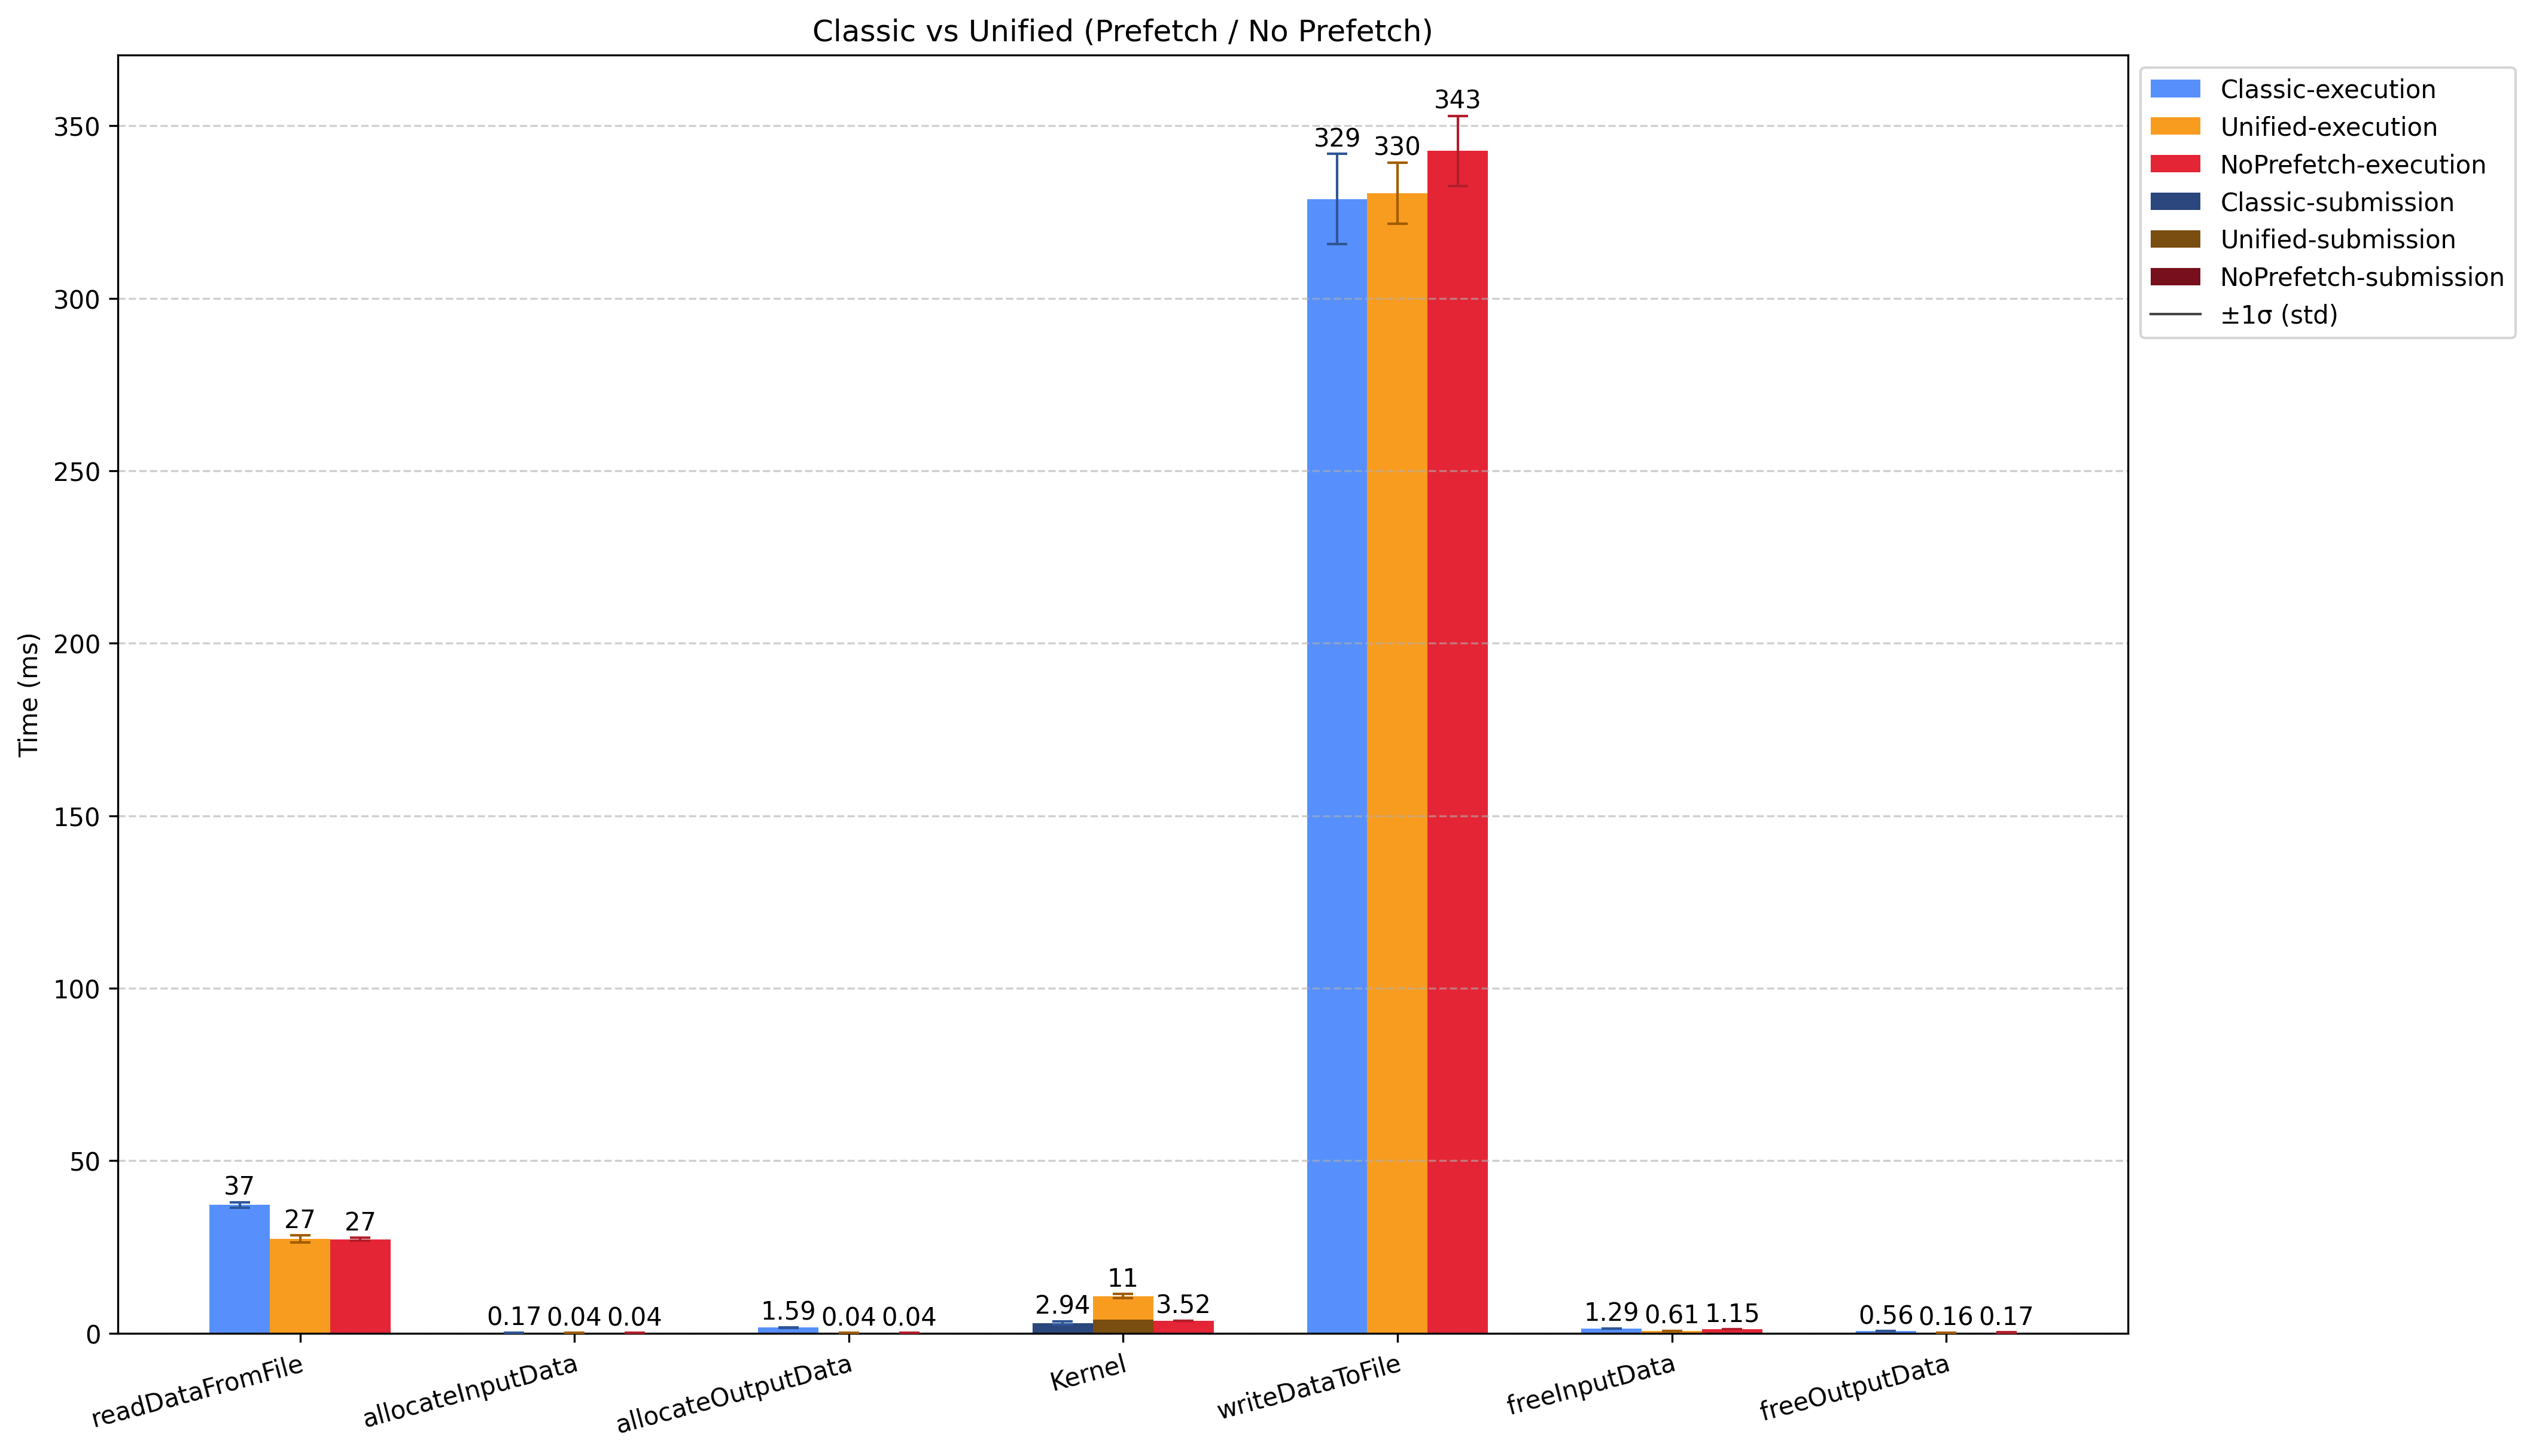 Classic vs Unified (Prefetch / No Prefetch)
Time (ms)
350
300
250
200
150
100
50
0
37
27
27
0.17
0.04
0.04
1.59
0.04
0.04
2.94
11
3.52
329
330
343
1.29
0.61
1.15
0.56
0.16
0.17
readDataFromFile
allocateInputData
allocateOutputData
Kernel
writeDataToFile
freeInputData
freeOutputData
Classic-execution
Unified-execution
NoPrefetch-execution
Classic-submission
Unified-submission
NoPrefetch-submission
±1σ (std)